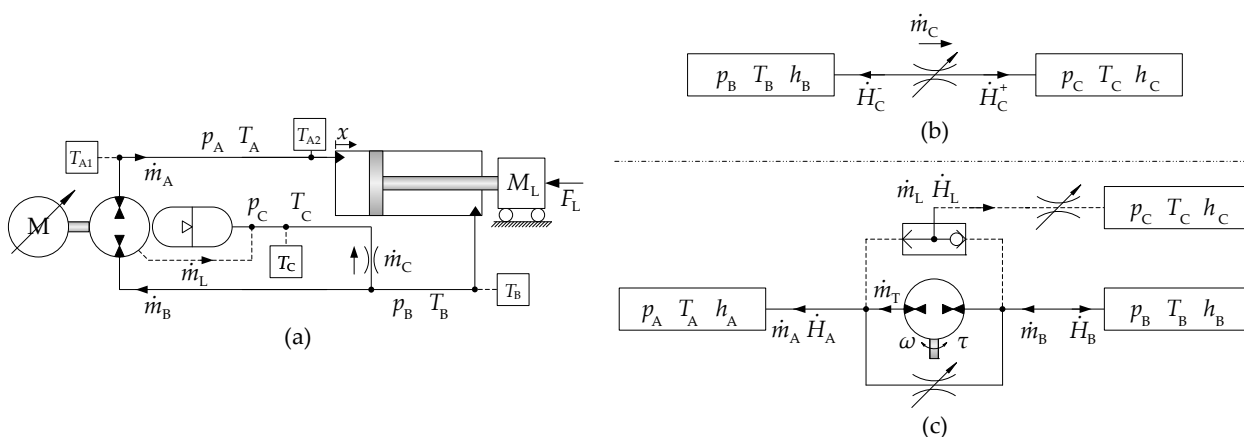 T_A1
p_A T_A
T_A2
x
ṁ_A
M
p_C T_C
M_L
F_L
ṁ_L
T_C
ṁ_C
ṁ_B
p_B T_B
T_B
(a)
ṁ_C
p_B T_B h_B
p_C T_C h_C
Ḣ_C^-
Ḣ_C^+
(b)
ṁ_L Ḣ_L
p_C T_C h_C
ṁ_T
p_A T_A h_A
p_B T_B h_B
ṁ_A Ḣ_A
ω τ
ṁ_B Ḣ_B
(c)